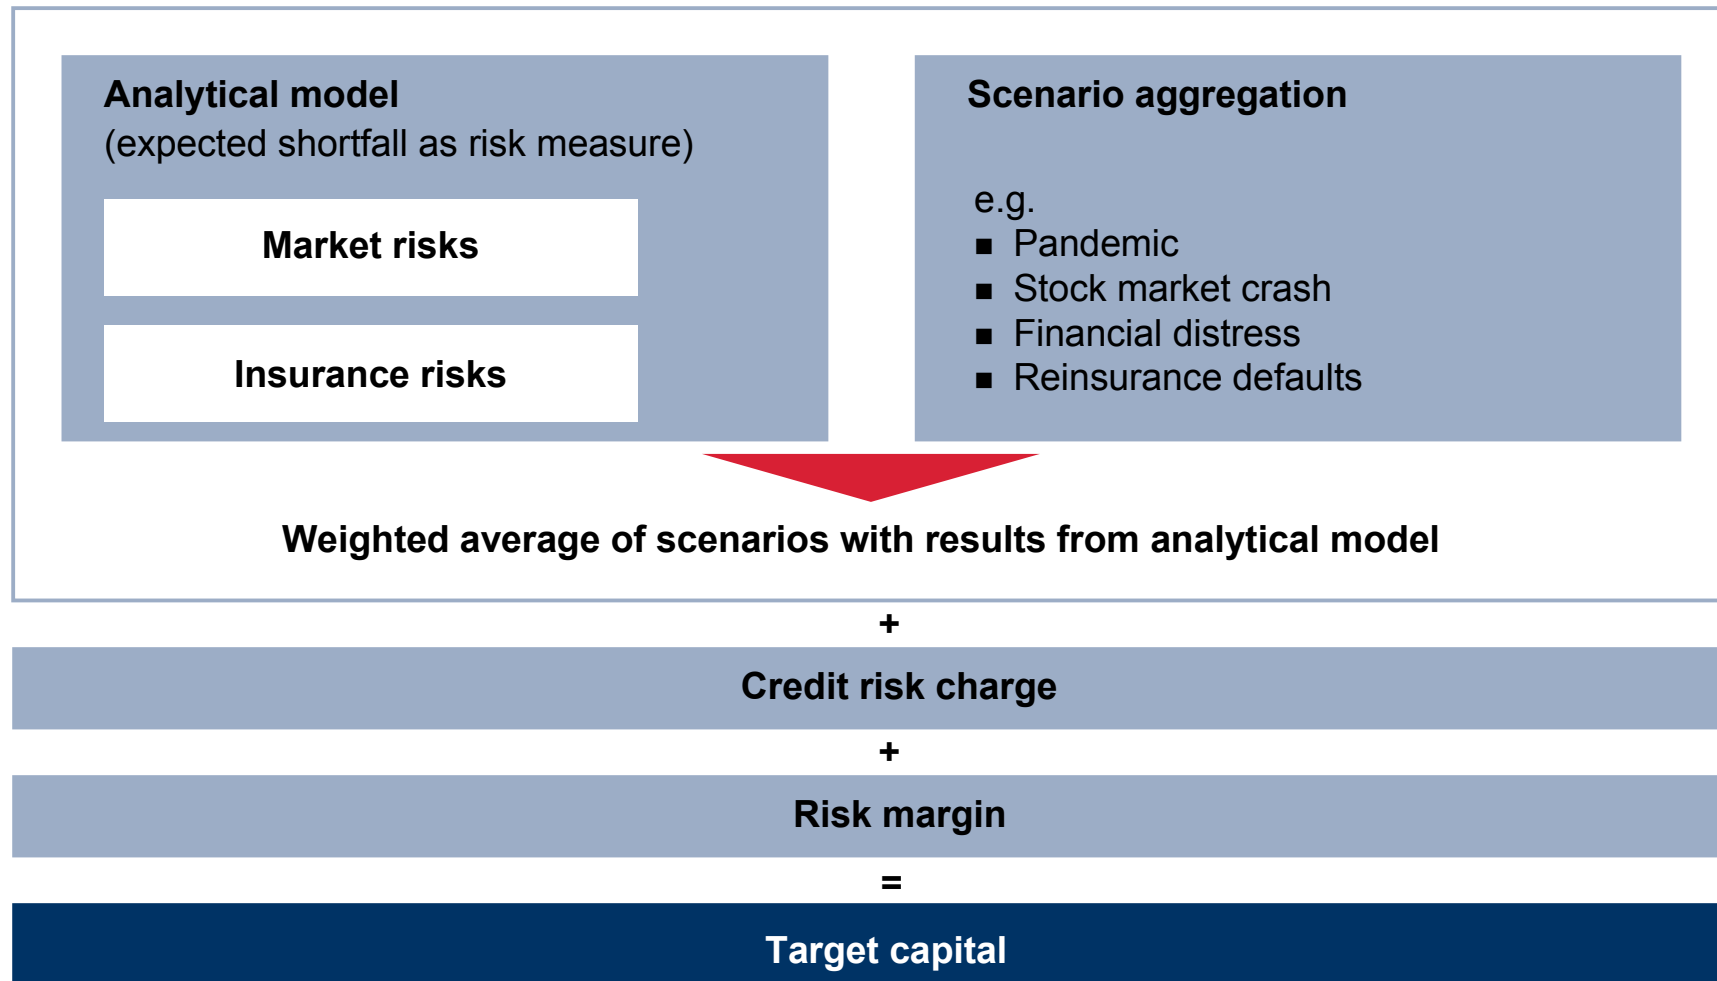 Analytical model
(expected shortfall as risk measure)
Market risks
Insurance risks
Scenario aggregation
e.g.
■ Pandemic
■ Stock market crash
■ Financial distress
■ Reinsurance defaults
Weighted average of scenarios with results from analytical model
+
Credit risk charge
+
Risk margin
=
Target capital